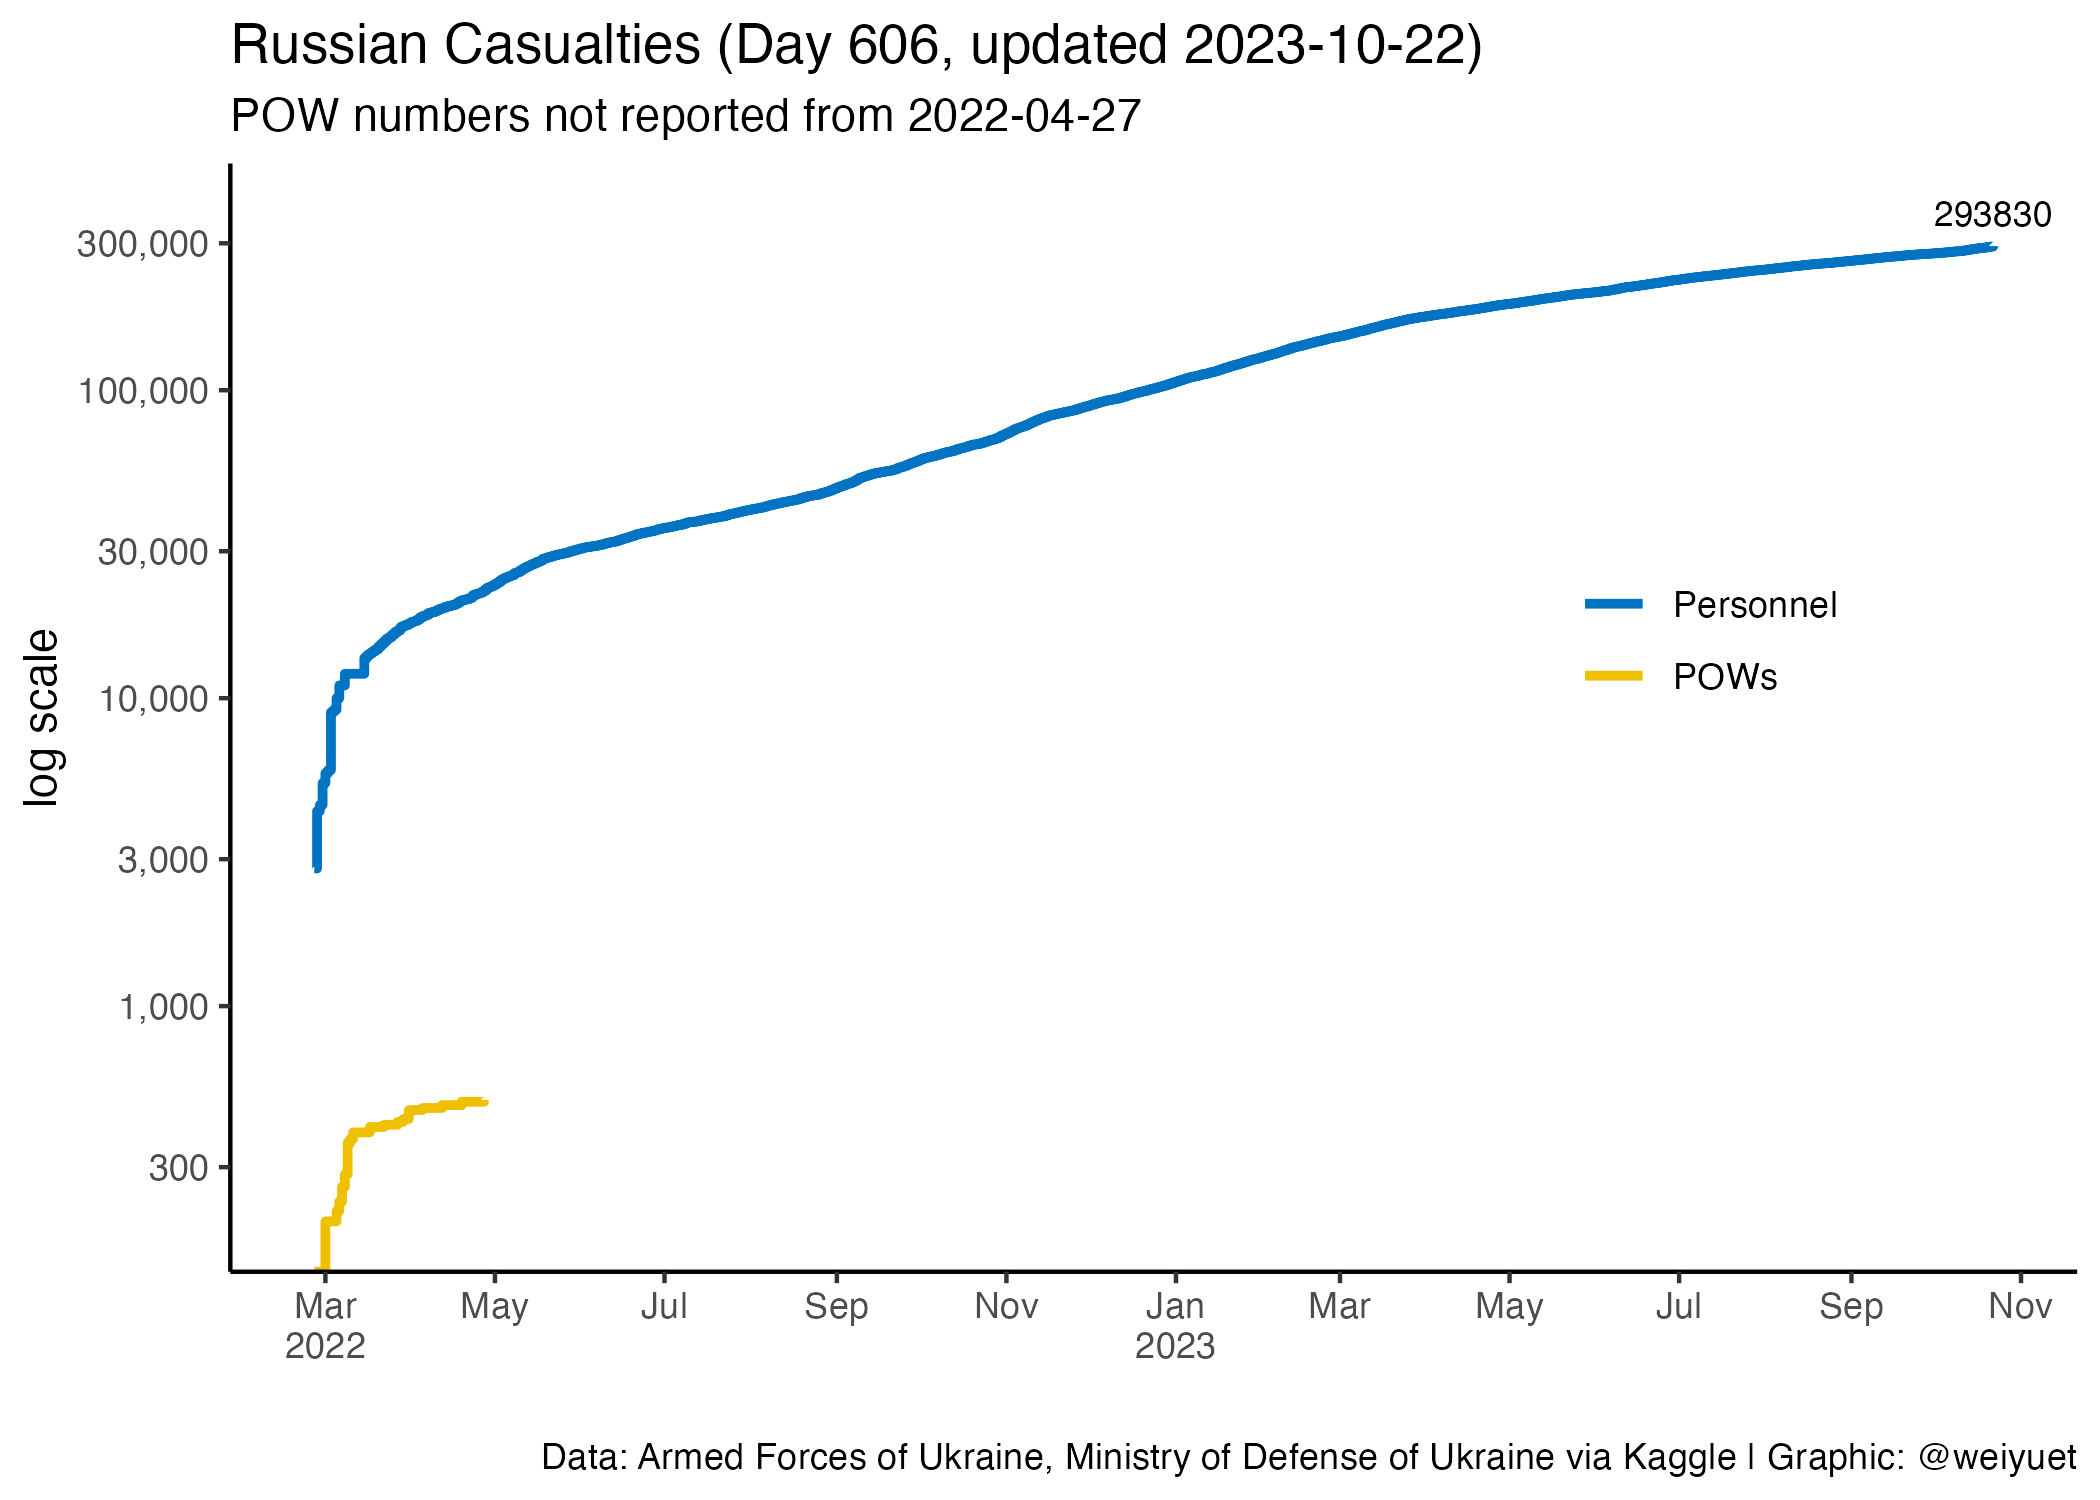 Russian Casualties (Day 606, updated 2023-10-22)
POW numbers not reported from 2022-04-27
293830
300,000
100,000
30,000
10,000
3,000
1,000
300
log scale
Personnel
POWs
Mar May Jul Sep Nov Jan Mar May Jul Sep Nov
2022 2023
Data: Armed Forces of Ukraine, Ministry of Defense of Ukraine via Kaggle | Graphic: @weiyuet